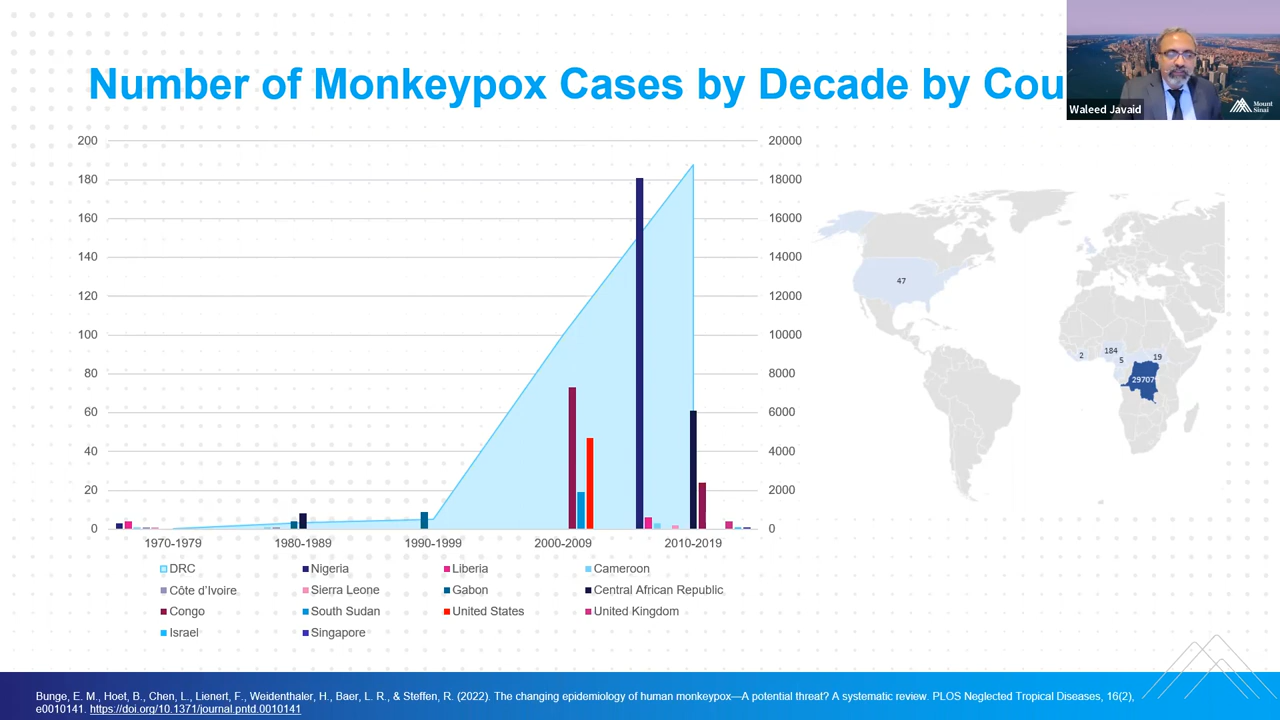 Number of Monkeypox Cases by Decade by Cou
Waleed Javaid
Mount
Sinai
200
180
160
140
120
100
80
60
40
20
0
20000
18000
16000
14000
12000
10000
8000
6000
4000
2000
0
1970-1979 1980-1989 1990-1999 2000-2009 2010-2019
47
2 184 5 19
29707
DRC Nigeria Liberia Cameroon
Côte d'Ivoire Sierra Leone Gabon Central African Republic
Congo South Sudan United States United Kingdom
Israel Singapore
Bunge, E. M., Hoet, B., Chen, L., Lienert, F., Weidenthaler, H., Baer, L. R., & Steffen, R. (2022). The changing epidemiology of human monkeypox—A potential threat? A systematic review. PLOS Neglected Tropical Diseases, 16(2),
e0010141. https://doi.org/10.1371/journal.pntd.0010141